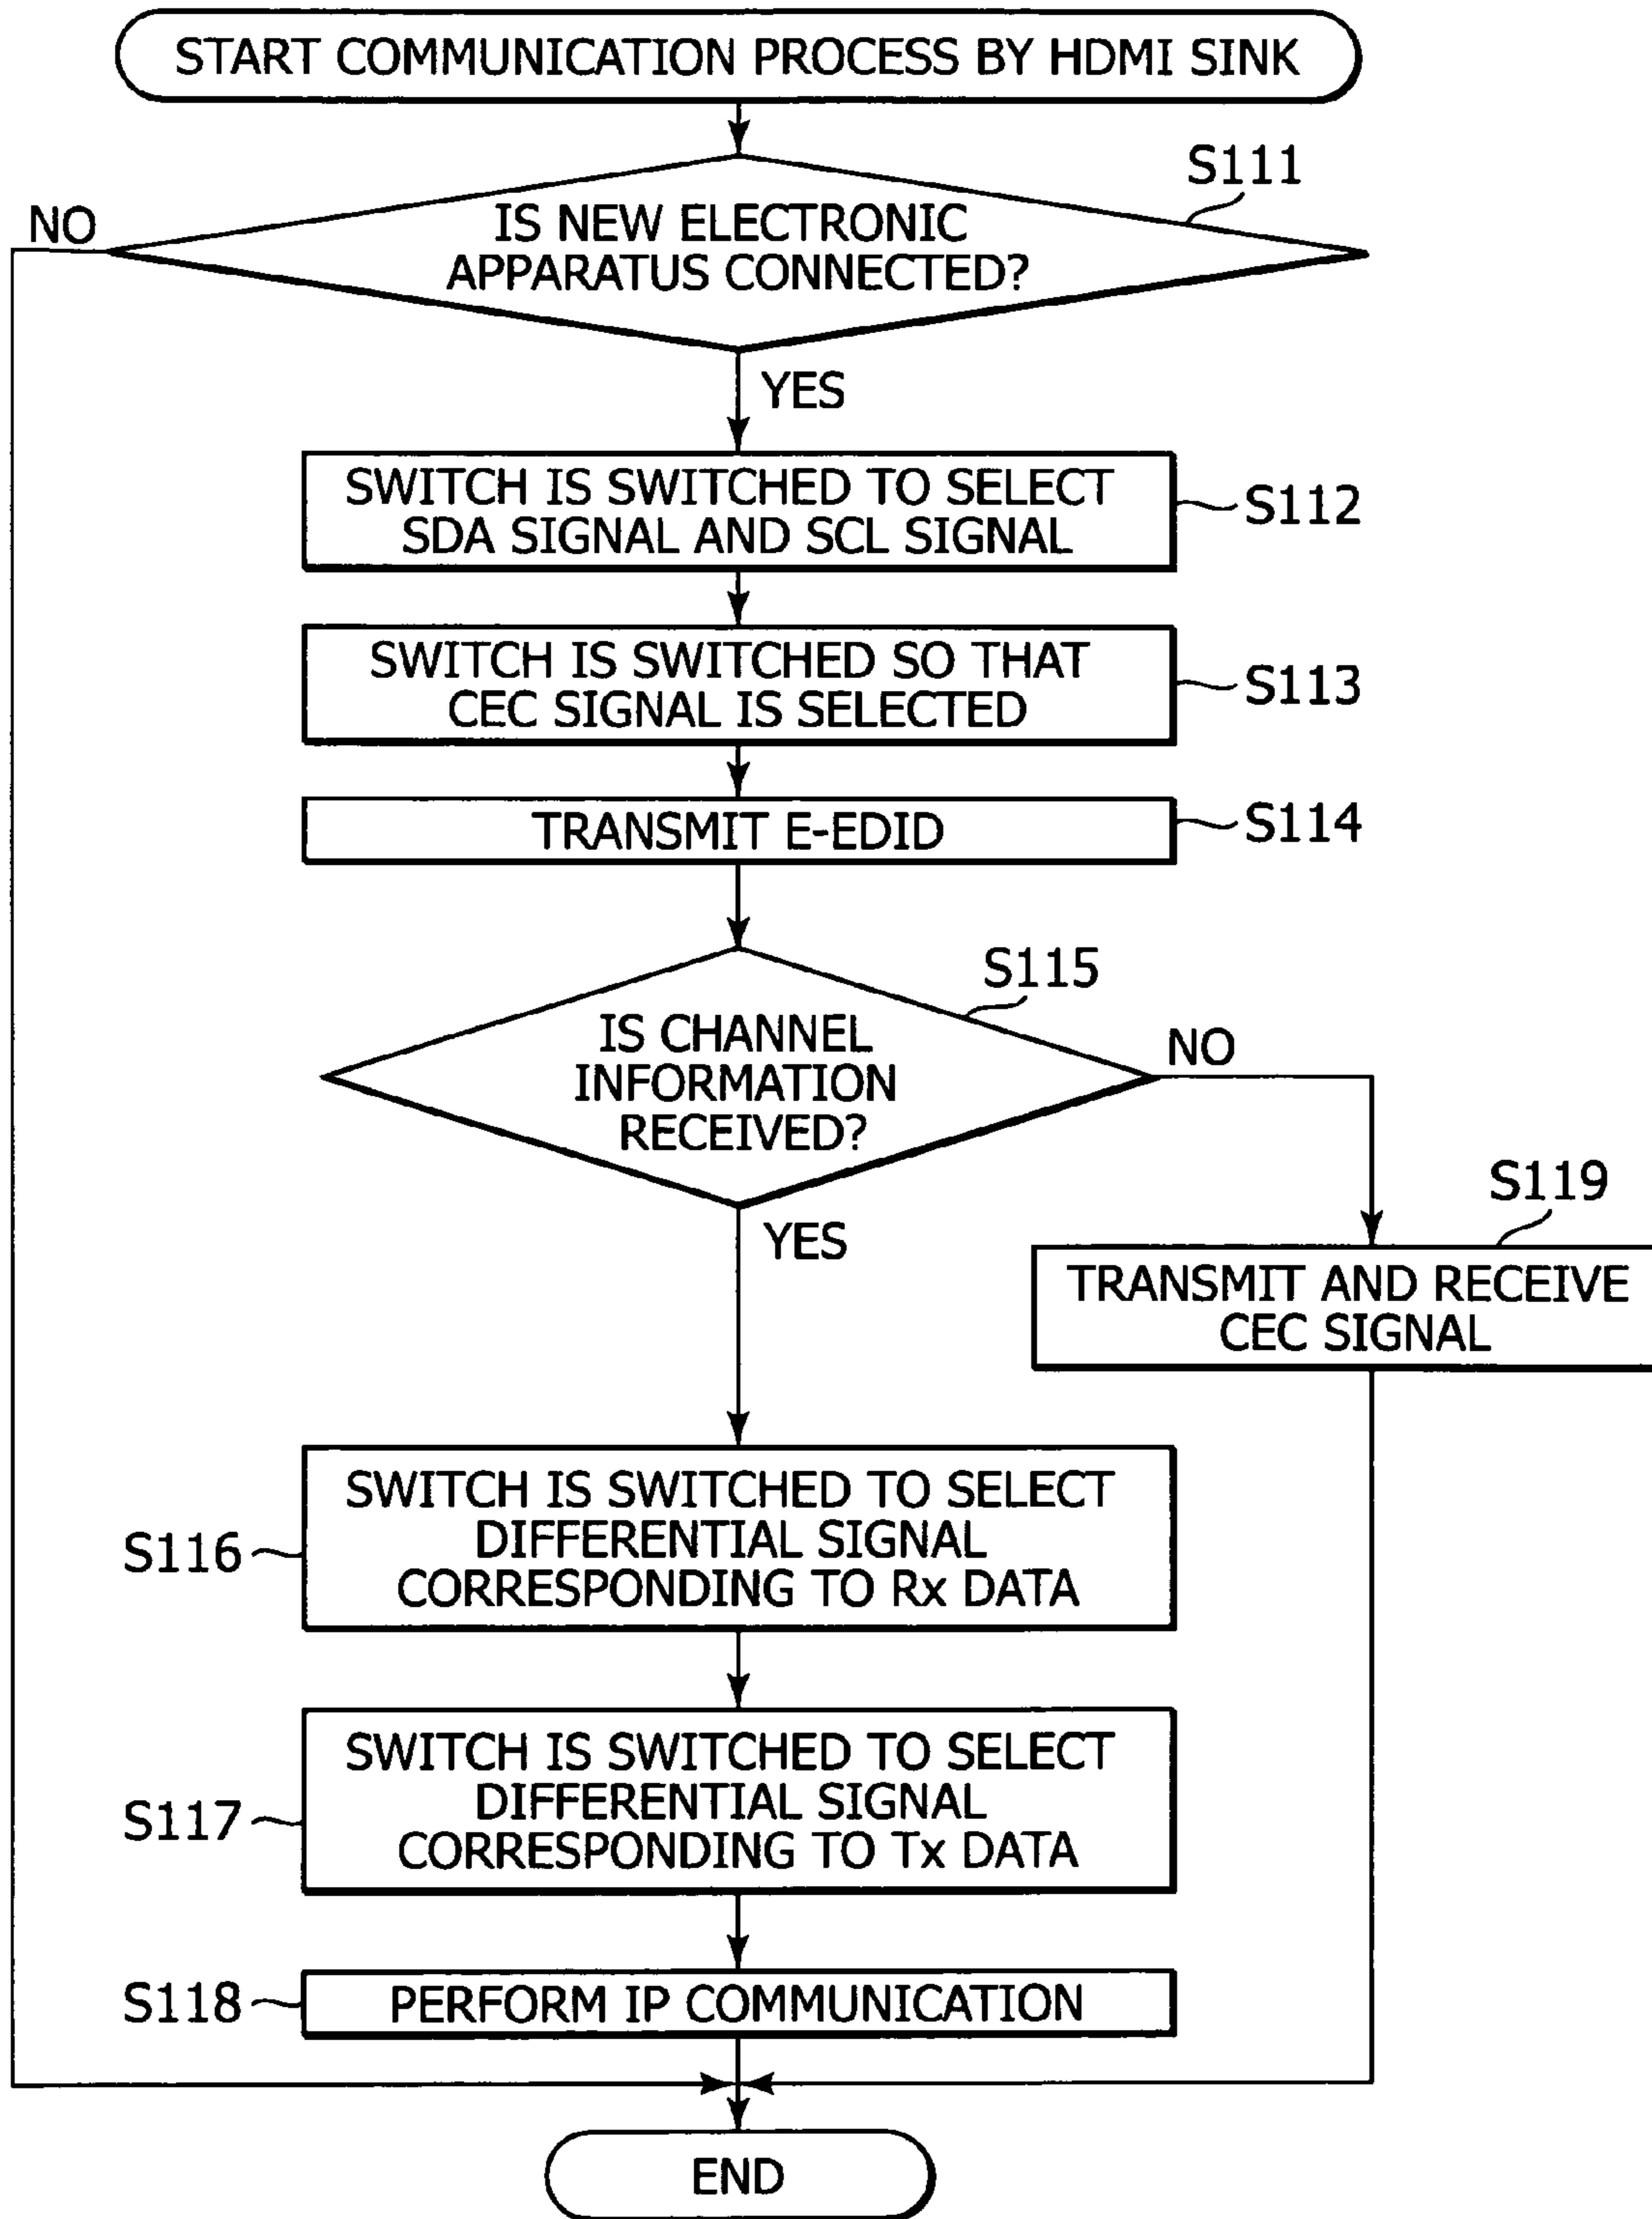 START COMMUNICATION PROCESS BY HDMI SINK
S111
NO
IS NEW ELECTRONIC
APPARATUS CONNECTED?
YES
SWITCH IS SWITCHED TO SELECT
SDA SIGNAL AND SCL SIGNAL
S112
SWITCH IS SWITCHED SO THAT
CEC SIGNAL IS SELECTED
S113
TRANSMIT E-EDID
S114
S115
IS CHANNEL
INFORMATION
RECEIVED?
NO
YES
S119
TRANSMIT AND RECEIVE
CEC SIGNAL
SWITCH IS SWITCHED TO SELECT
DIFFERENTIAL SIGNAL
CORRESPONDING TO Rx DATA
S116
SWITCH IS SWITCHED TO SELECT
DIFFERENTIAL SIGNAL
CORRESPONDING TO Tx DATA
S117
S118
PERFORM IP COMMUNICATION
END